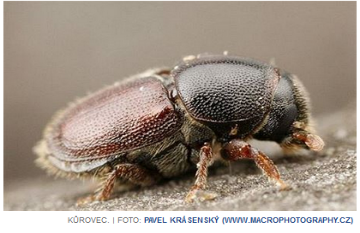 KŮROVEC. | FOTO: PAVEL KRÁSENSKÝ (WWW.MACROPHOTOGRAPHY.CZ)